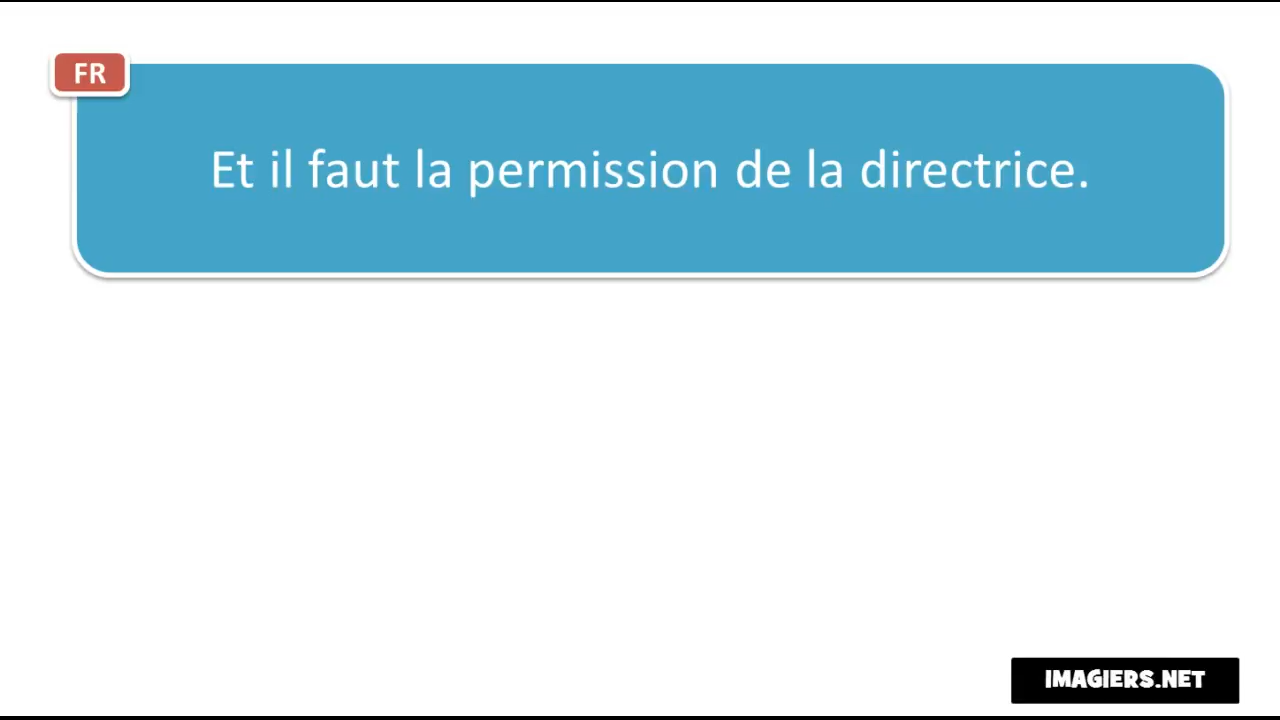 FR
Et il faut la permission de la directrice.
IMAGIERS.NET